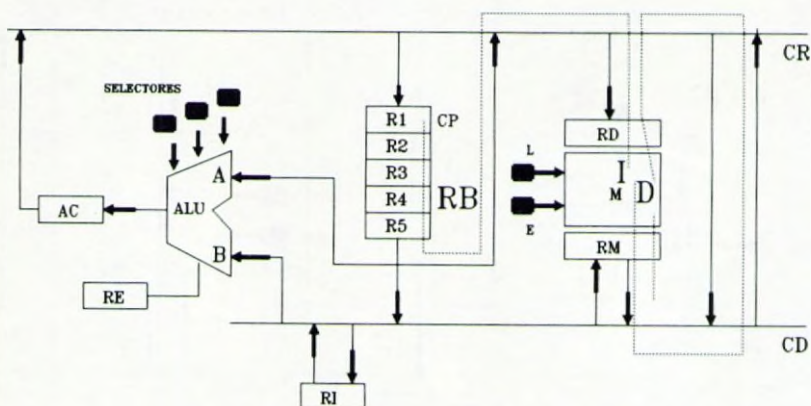 CR
SELECTORES
R1
CP
R2
R3
R4
R5
RB
RD
L
I
M
D
E
RM
A
ALU
B
AC
RE
CD
RI